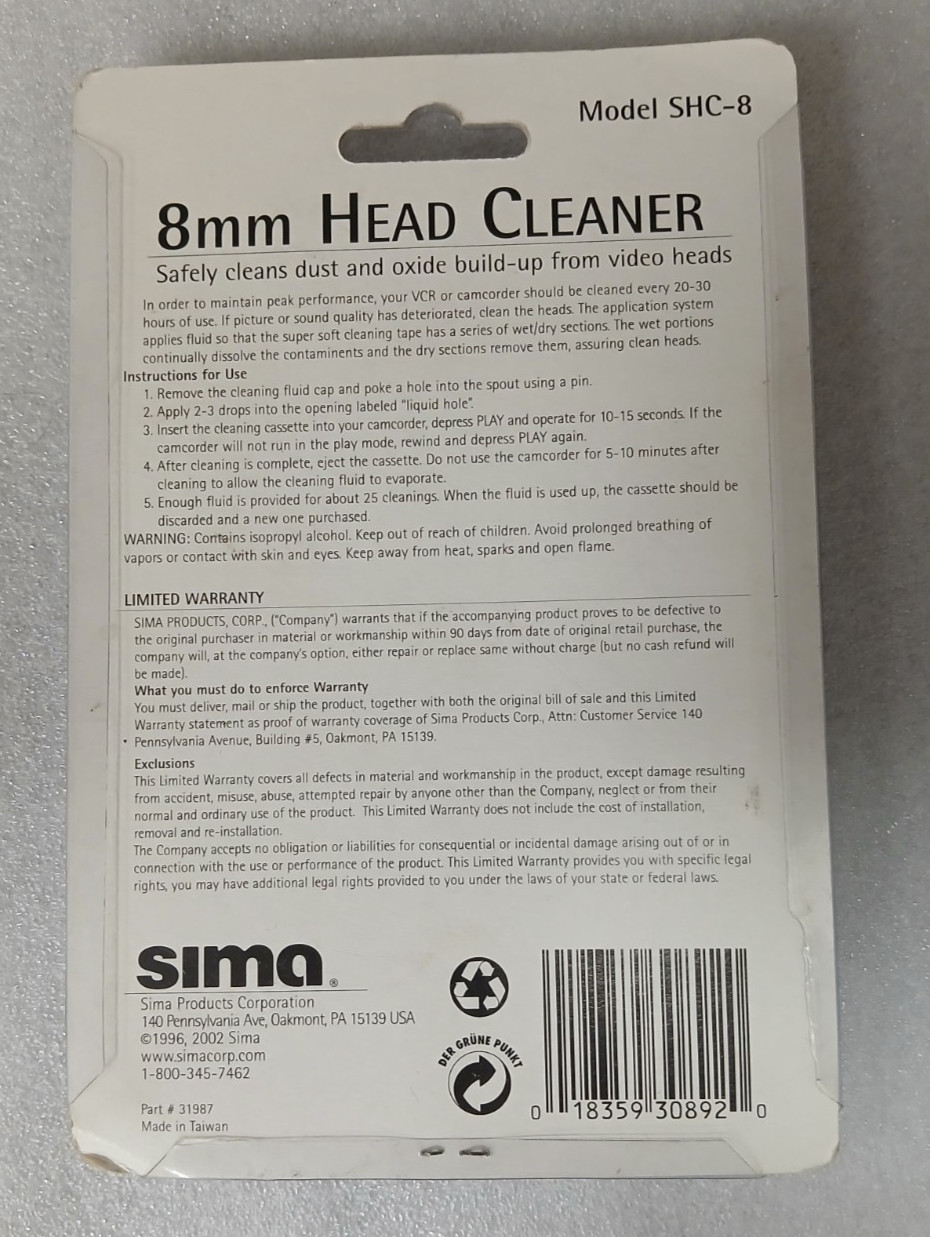 Model SHC-8
8mm HEAD CLEANER
Safely cleans dust and oxide build-up from video heads
In order to maintain peak performance, your VCR or camcorder should be cleaned every 20-30
hours of use. If picture or sound quality has deteriorated, clean the heads. The application system
applies fluid so that the super soft cleaning tape has a series of wet/dry sections. The wet portions
continually dissolve the contaminents and the dry sections remove them, assuring clean heads.
Instructions for Use
1. Remove the cleaning fluid cap and poke a hole into the spout using a pin.
2. Apply 2-3 drops into the opening labeled "liquid hole".
3. Insert the cleaning cassette into your camcorder, depress PLAY and operate for 10-15 seconds. If the
camcorder will not run in the play mode, rewind and depress PLAY again.
4. After cleaning is complete, eject the cassette. Do not use the camcorder for 5-10 minutes after
cleaning to allow the cleaning fluid to evaporate.
5. Enough fluid is provided for about 25 cleanings. When the fluid is used up, the cassette should be
discarded and a new one purchased.
WARNING: Contains isopropyl alcohol. Keep out of reach of children. Avoid prolonged breathing of
vapors or contact with skin and eyes. Keep away from heat, sparks and open flame.
LIMITED WARRANTY
SIMA PRODUCTS, CORP., ("Company") warrants that if the accompanying product proves to be defective to
the original purchaser in material or workmanship within 90 days from date of original retail purchase, the
company will, at the company's option, either repair or replace same without charge (but no cash refund will
be made).
What you must do to enforce Warranty
You must deliver, mail or ship the product, together with both the original bill of sale and this Limited
Warranty statement as proof of warranty coverage of Sima Products Corp., Attn: Customer Service 140
Pennsylvania Avenue, Building #5, Oakmont, PA 15139.
Exclusions
This Limited Warranty covers all defects in material and workmanship in the product, except damage resulting
from accident, misuse, abuse, attempted repair by anyone other than the Company, neglect or from their
normal and ordinary use of the product. This Limited Warranty does not include the cost of installation,
removal and re-installation.
The Company accepts no obligation or liabilities for consequential or incidental damage arising out of or in
connection with the use or performance of the product. This Limited Warranty provides you with specific legal
rights, you may have additional legal rights provided to you under the laws of your state or federal laws.
sima®
Sima Products Corporation
140 Pennsylvania Ave, Oakmont, PA 15139 USA
©1996, 2002 Sima
www.simacorp.com
1-800-345-7462
Part # 31987
Made in Taiwan
DER GRÜNE PUNKT
0 18359 30892 0